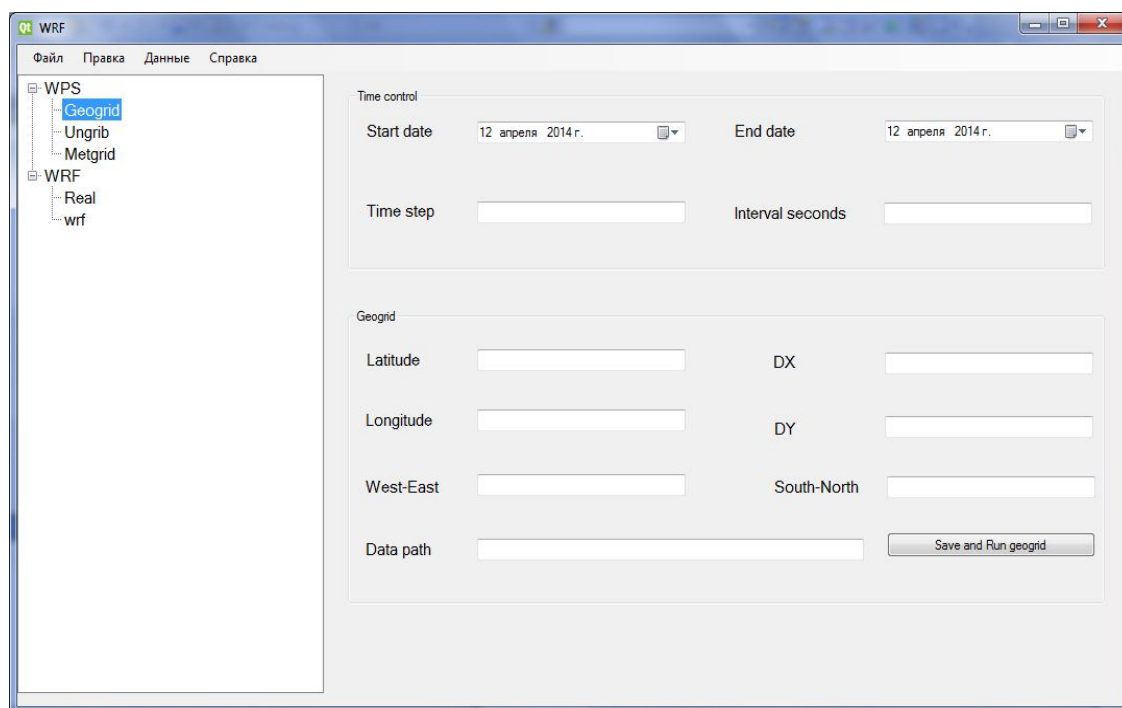 WRF
Файл Правка Данные Справка
WPS
Geogrid
Ungrib
Metgrid
WRF
Real
wrf
Time control
Start date 12 апреля 2014 г. End date 12 апреля 2014 г.
Time step Interval seconds
Geogrid
Latitude DX
Longitude DY
West-East South-North
Data path Save and Run geogrid